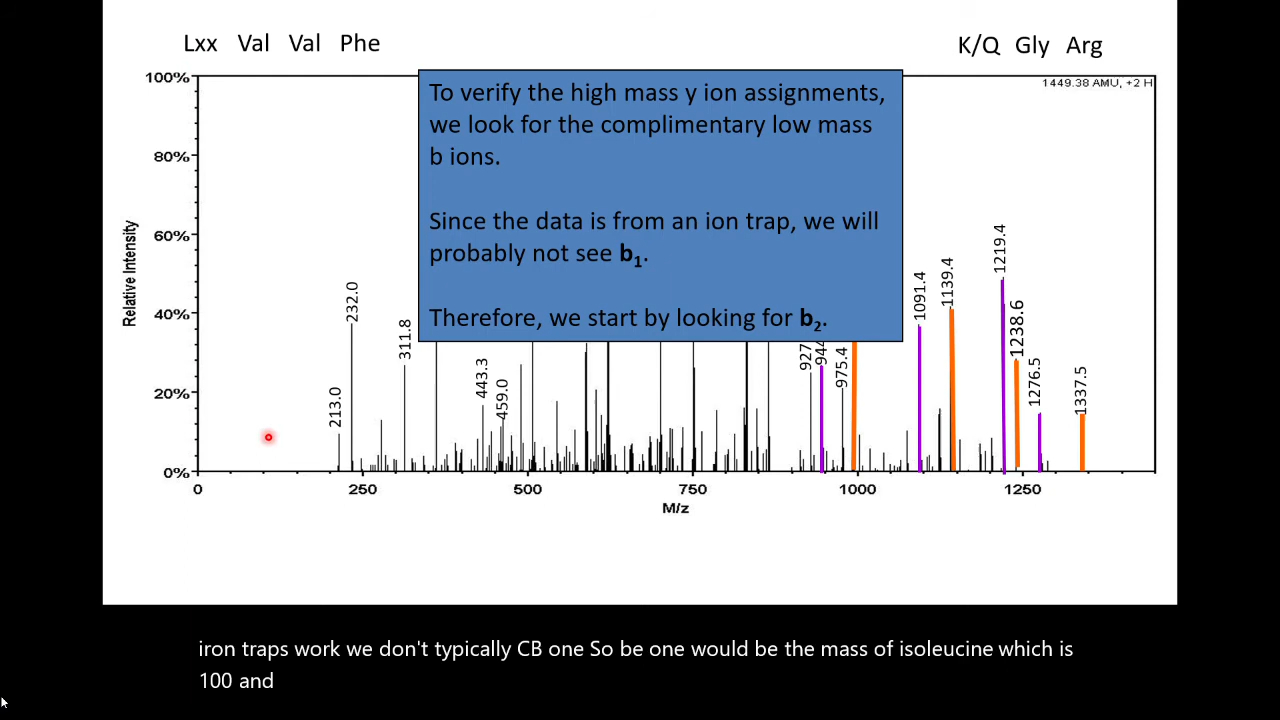 Lxx Val Val Phe K/Q Gly Arg
100%
1449.38 AMU, +2 H
To verify the high mass y ion assignments,
we look for the complimentary low mass
b ions.
Since the data is from an ion trap, we will
probably not see b1.
Therefore, we start by looking for b2.
80%
60%
40%
20%
0%
Relative Intensity
213.0
232.0
311.8
443.3
459.0
927
944
975.4
1091.4
1139.4
1219.4
1238.6
1276.5
1337.5
0 250 500 750 1000 1250
M/z
iron traps work we don't typically CB one So be one would be the mass of isoleucine which is
100 and